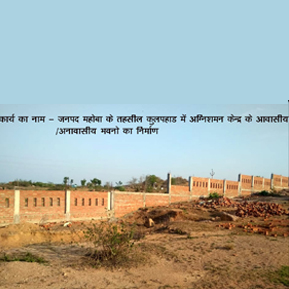 कार्य का नाम – जनपद महोबा के तहसील कुलपहाड में अग्निशमन केन्द्र के आवासीय
/अनावासीय भवनो का निर्माण